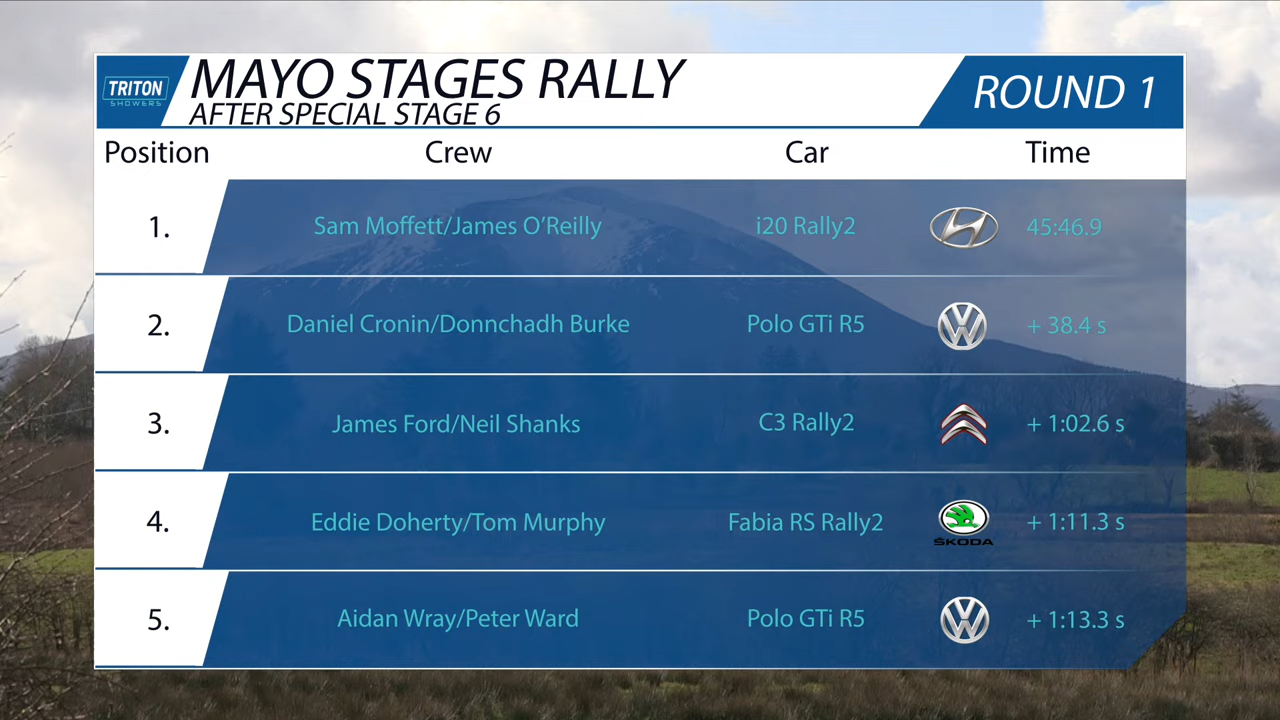 TRITON
SHOWERS
MAYO STAGES RALLY
AFTER SPECIAL STAGE 6
ROUND 1
Position Crew Car Time
1. Sam Moffett/James O'Reilly i20 Rally2 45:46.9
2. Daniel Cronin/Donnchadh Burke Polo GTi R5 + 38.4 s
3. James Ford/Neil Shanks C3 Rally2 + 1:02.6 s
4. Eddie Doherty/Tom Murphy Fabia RS Rally2 ŠKODA + 1:11.3 s
5. Aidan Wray/Peter Ward Polo GTi R5 + 1:13.3 s